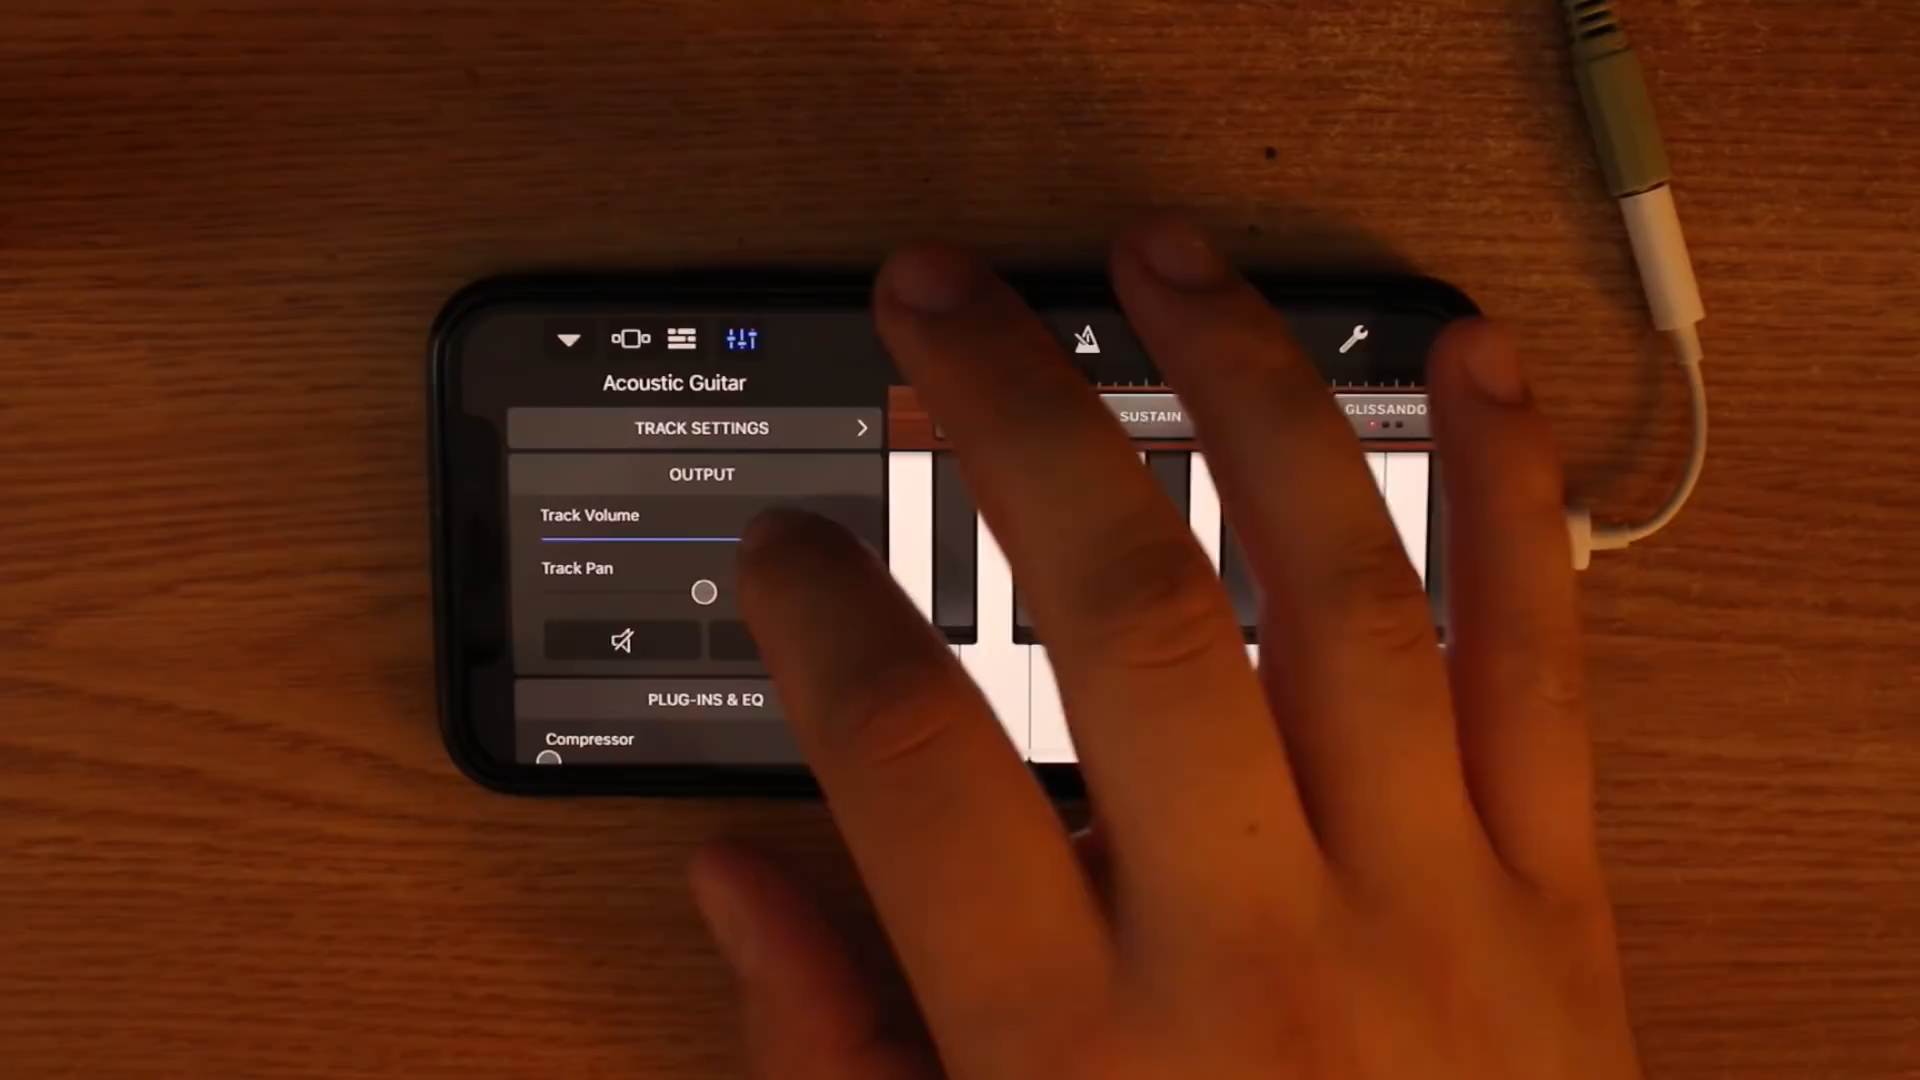 Acoustic Guitar
TRACK SETTINGS
SUSTAIN
GLISSANDO
OUTPUT
Track Volume
Track Pan
PLUG-INS & EQ
Compressor